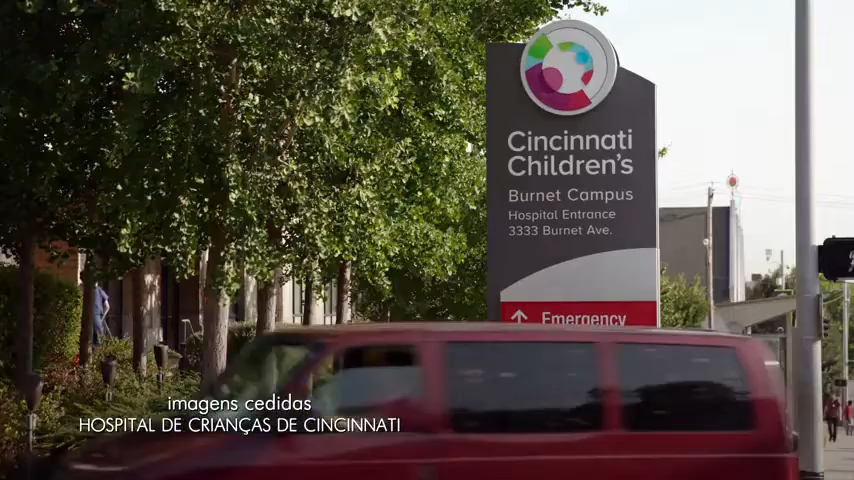 Cincinnati
Children's
Burnet Campus
Hospital Entrance
3333 Burnet Ave.
Emergency
imagens cedidas
HOSPITAL DE CRIANÇAS DE CINCINNATI